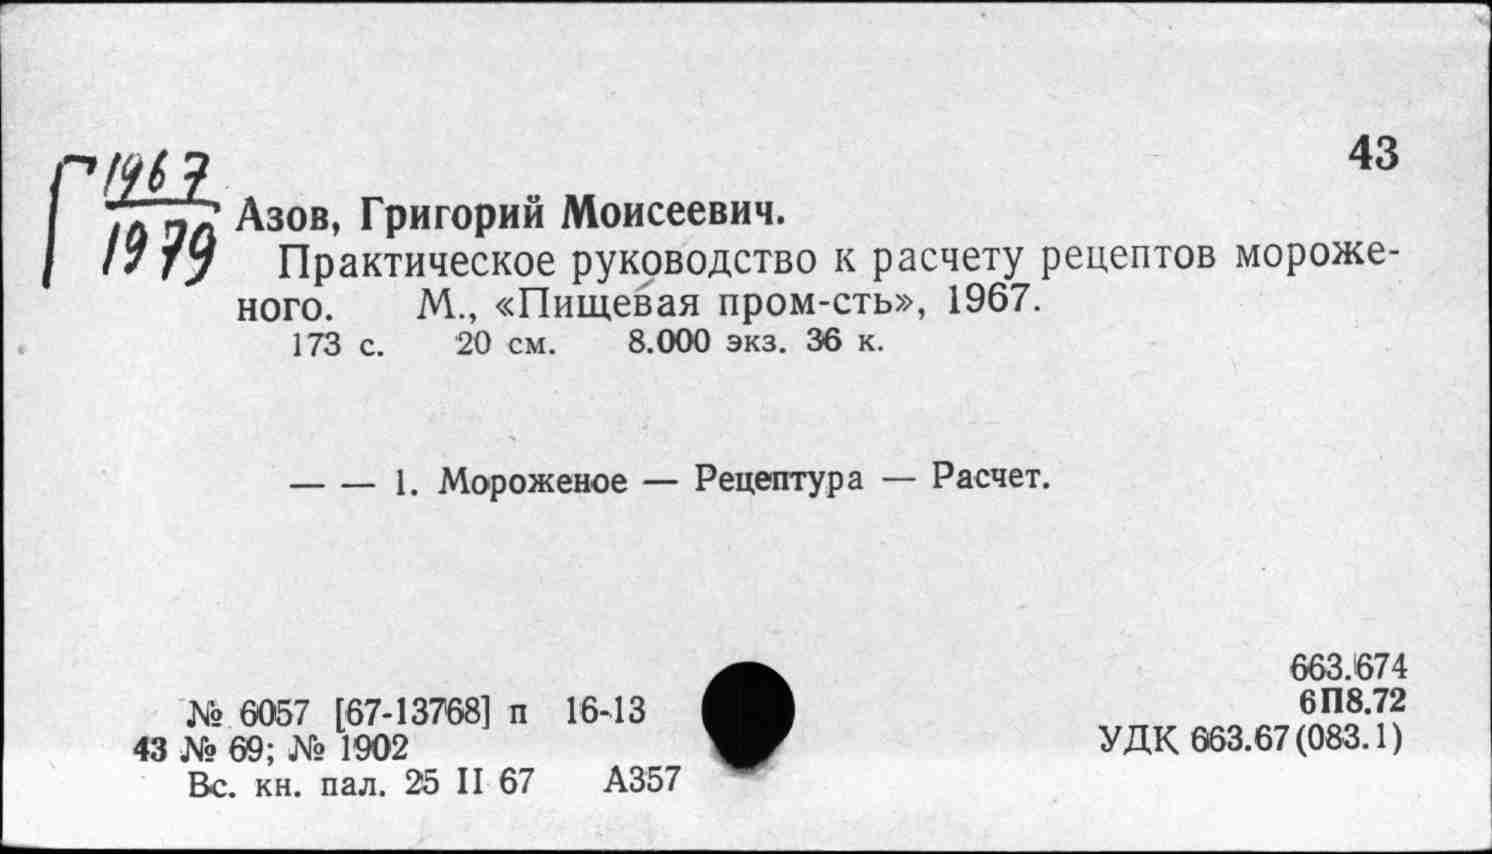 43
Г 1967
1979
Азов, Григорий Моисеевич.
Практическое руководство к расчету рецептов мороже-
ного. М., «Пищевая пром-сть», 1967.
173 с. 20 см. 8.000 экз. 36 к.
— — 1. Мороженое — Рецептура — Расчет.
№ 6057 [67-13768] п 16-13
43 № 69; № 1902
Вс. кн. пал. 25 II 67 А357
663.674
6П8.72
УДК 663.67(083.1)